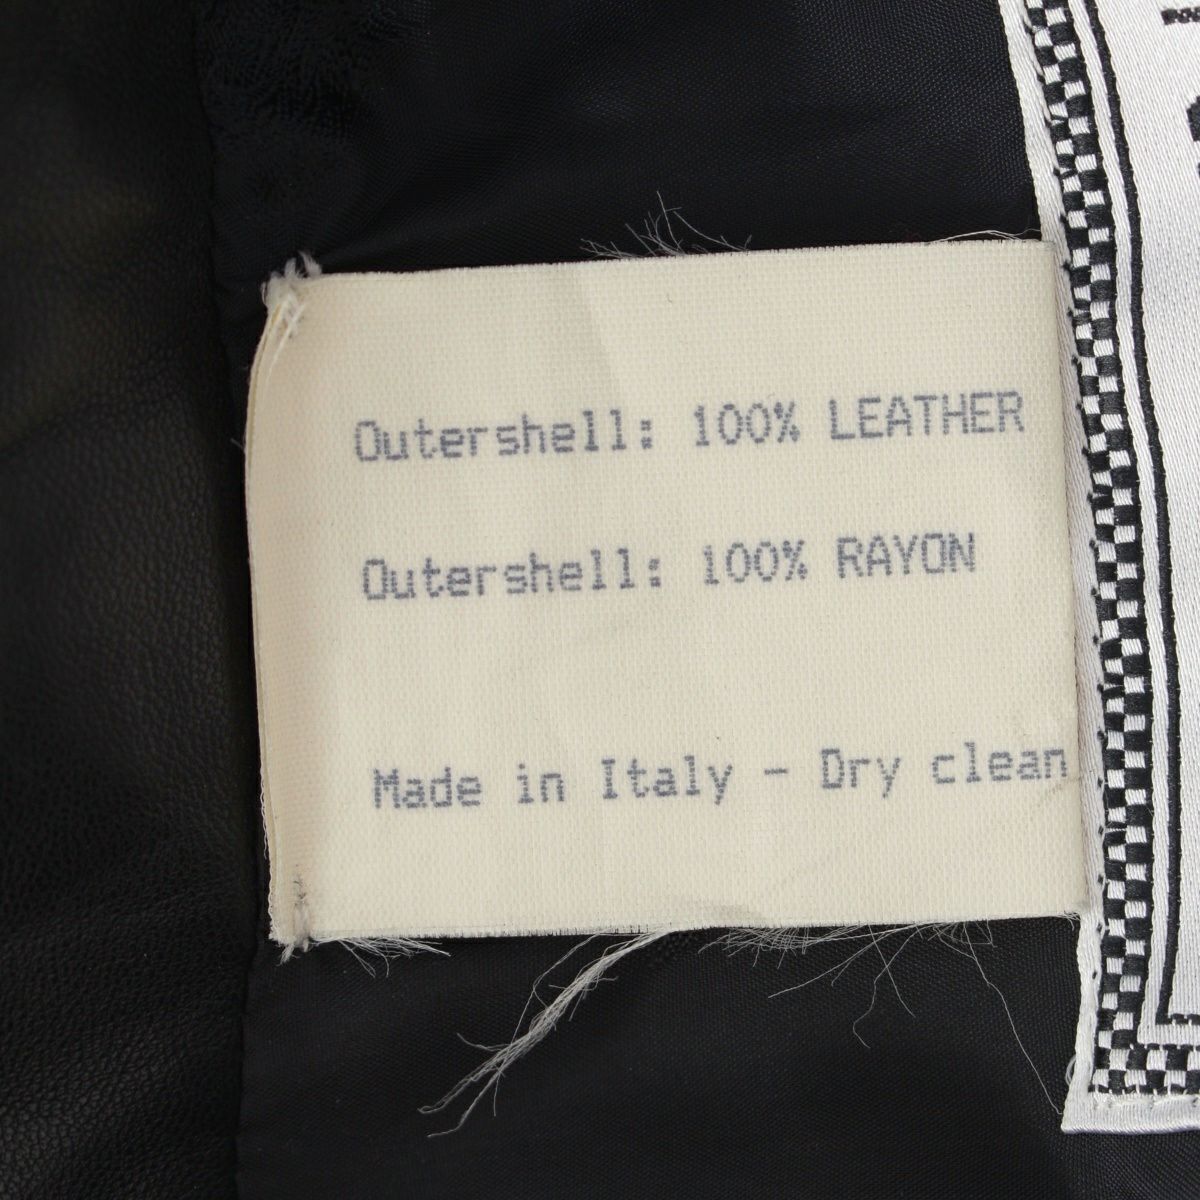 Outershell: 100% LEATHER
Outershell: 100% RAYON
Made in Italy - Dry clean